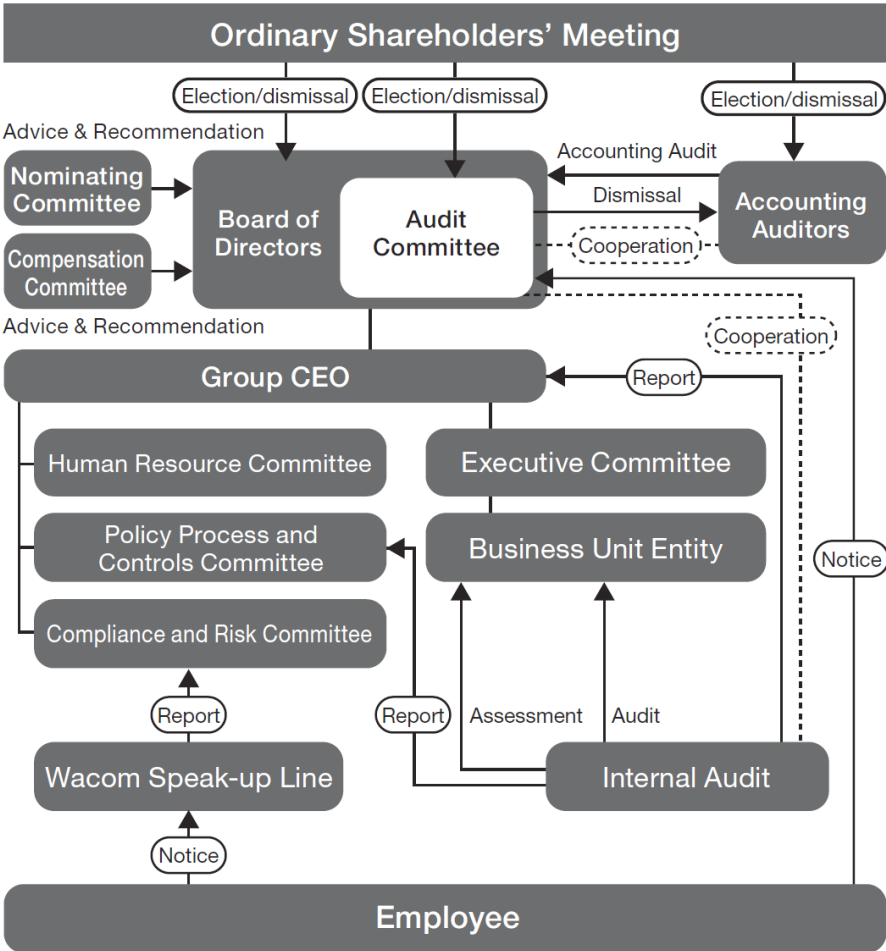 Ordinary Shareholders' Meeting
Election/dismissal
Election/dismissal
Election/dismissal
Advice & Recommendation
Nominating
Committee
Compensation
Committee
Advice & Recommendation
Board of
Directors
Audit
Committee
Accounting Audit
Dismissal
Cooperation
Accounting
Auditors
Cooperation
Group CEO
Report
Human Resource Committee
Executive Committee
Policy Process and
Controls Committee
Business Unit Entity
Notice
Compliance and Risk Committee
Report
Report
Assessment
Audit
Wacom Speak-up Line
Internal Audit
Notice
Employee